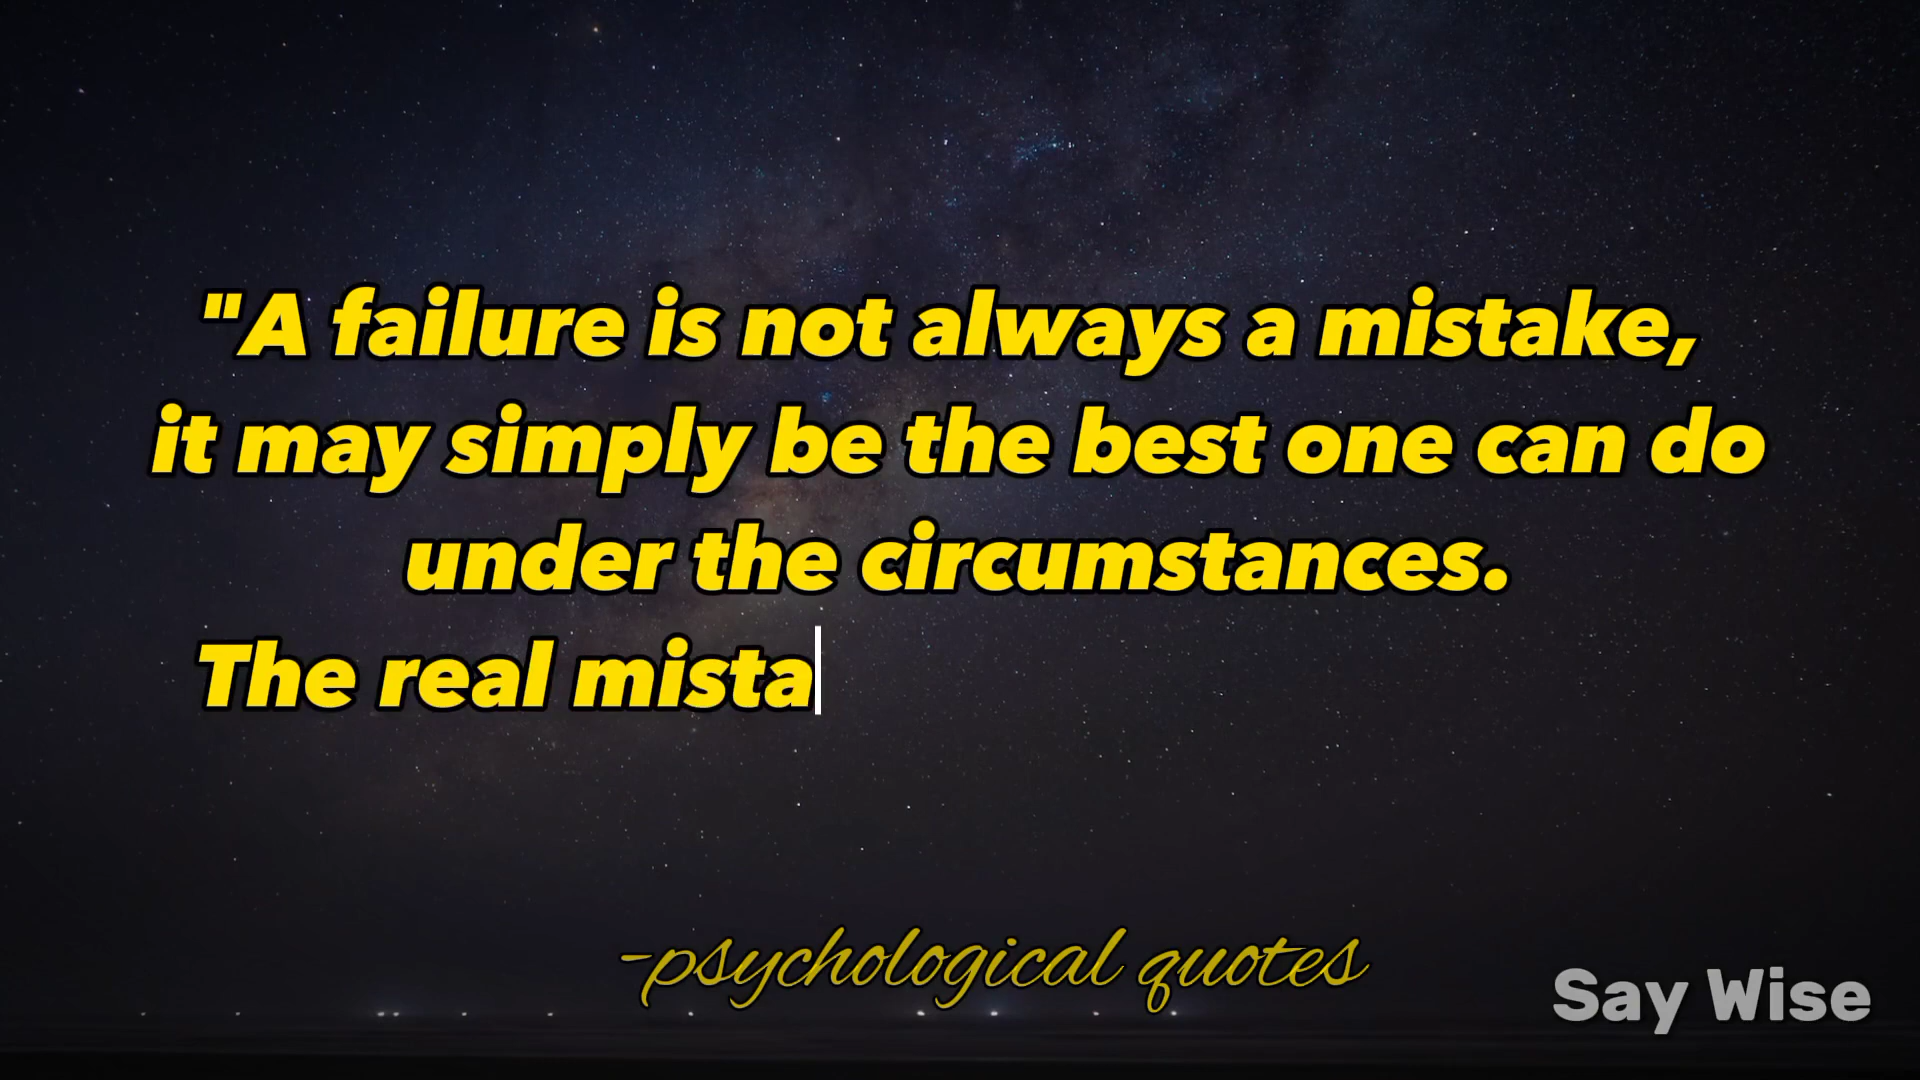 "A failure is not always a mistake,
it may simply be the best one can do
under the circumstances.
The real mista
-psychological quotes
Say Wise